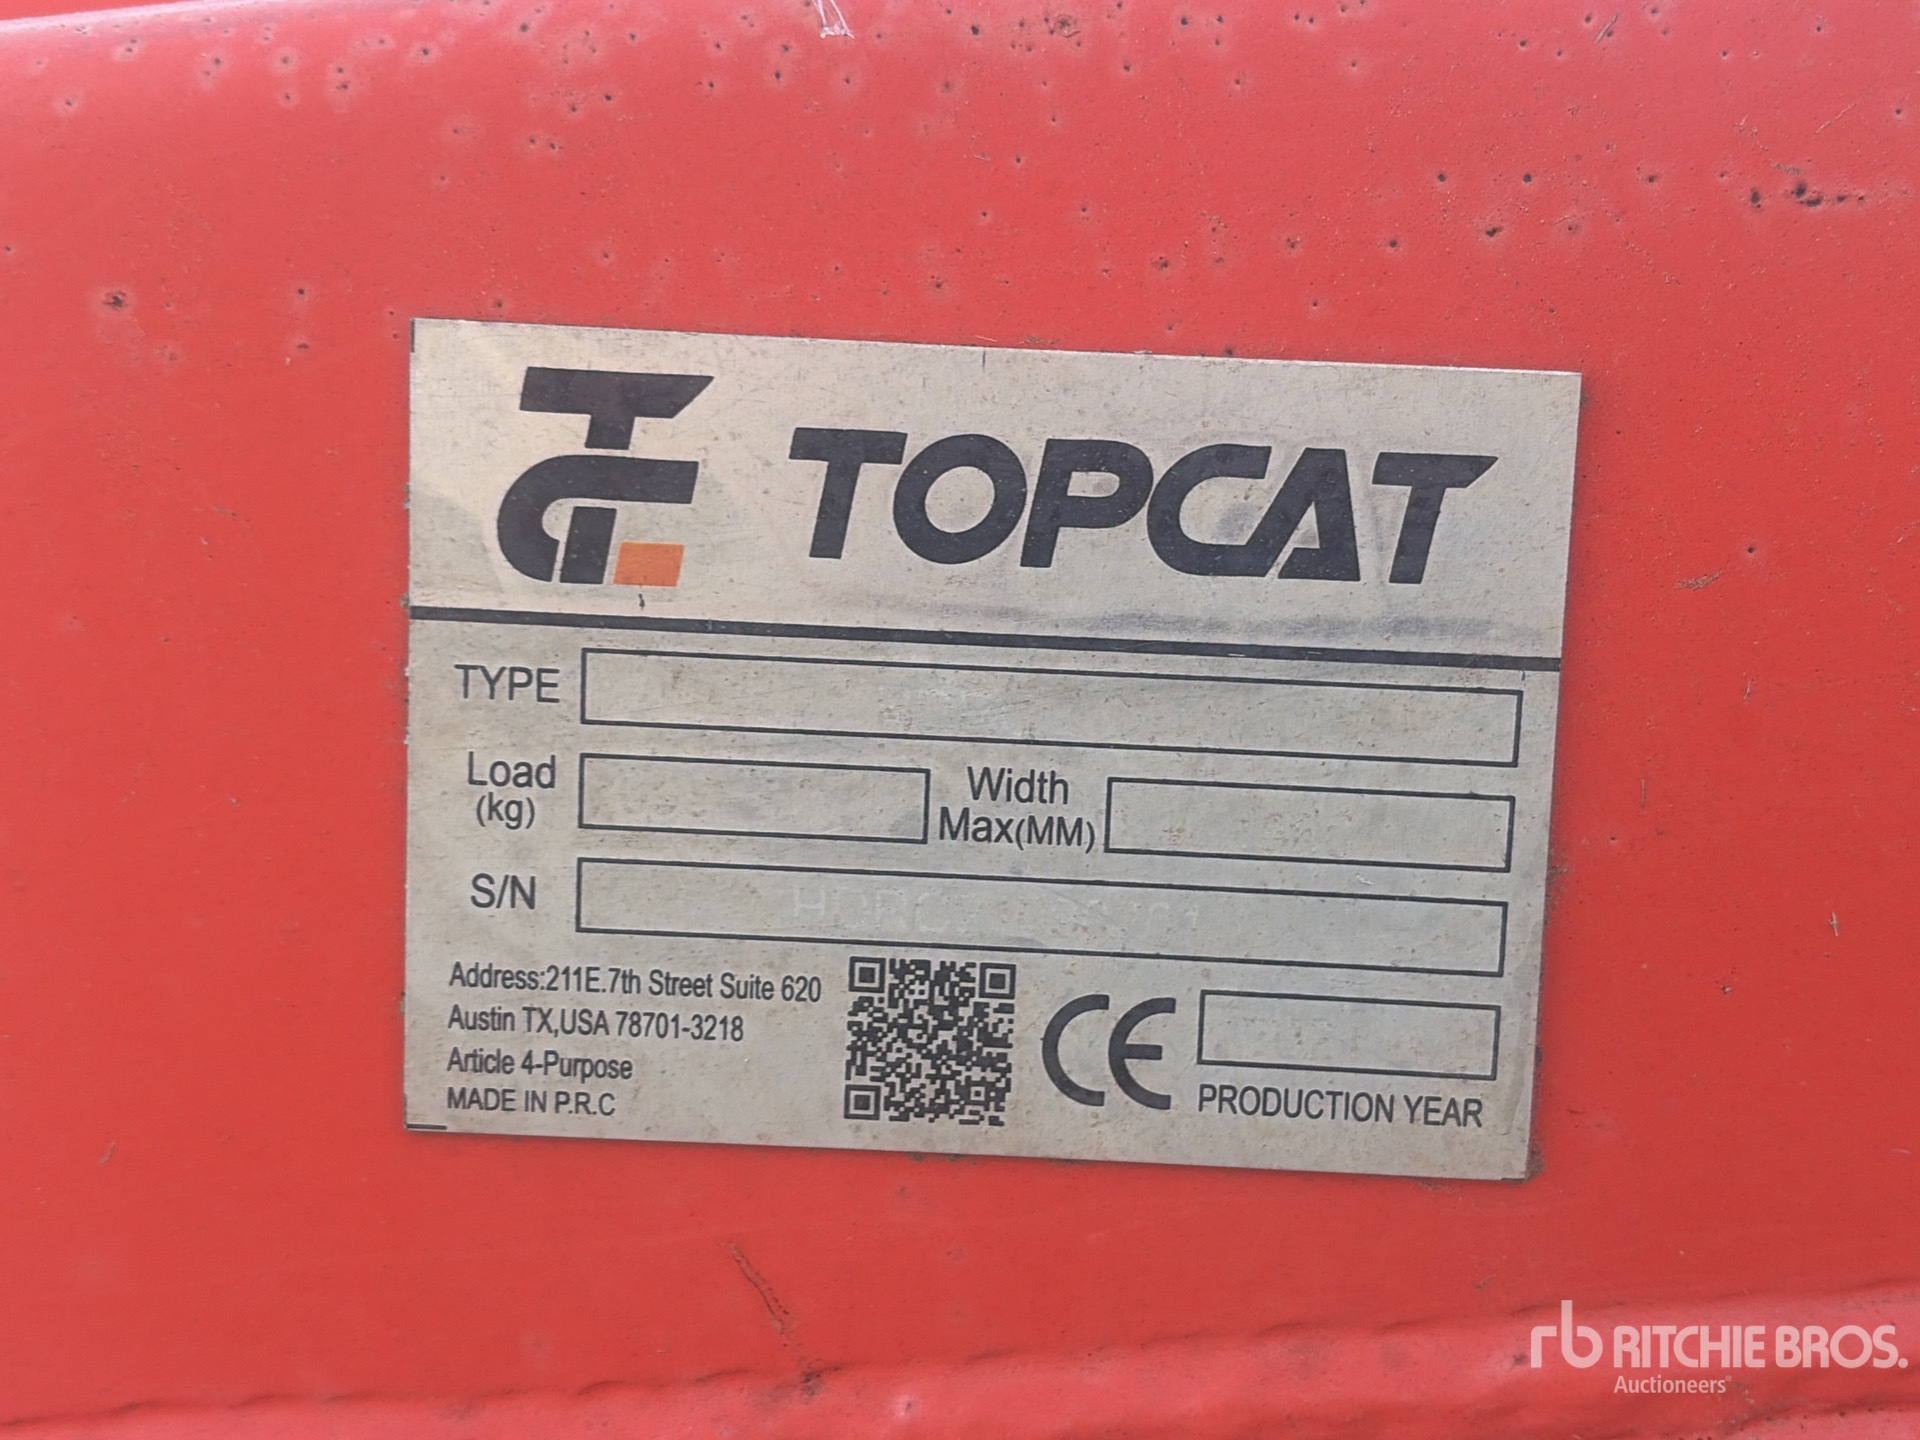 TOPCAT
TYPE
Load
(kg)
Width
Max(MM)
S/N
Address:211E.7th Street Suite 620
Austin TX,USA 78701-3218
Article 4-Purpose
MADE IN P.R.C
CE
PRODUCTION YEAR
rb RITCHIE BROS.
Auctioneers